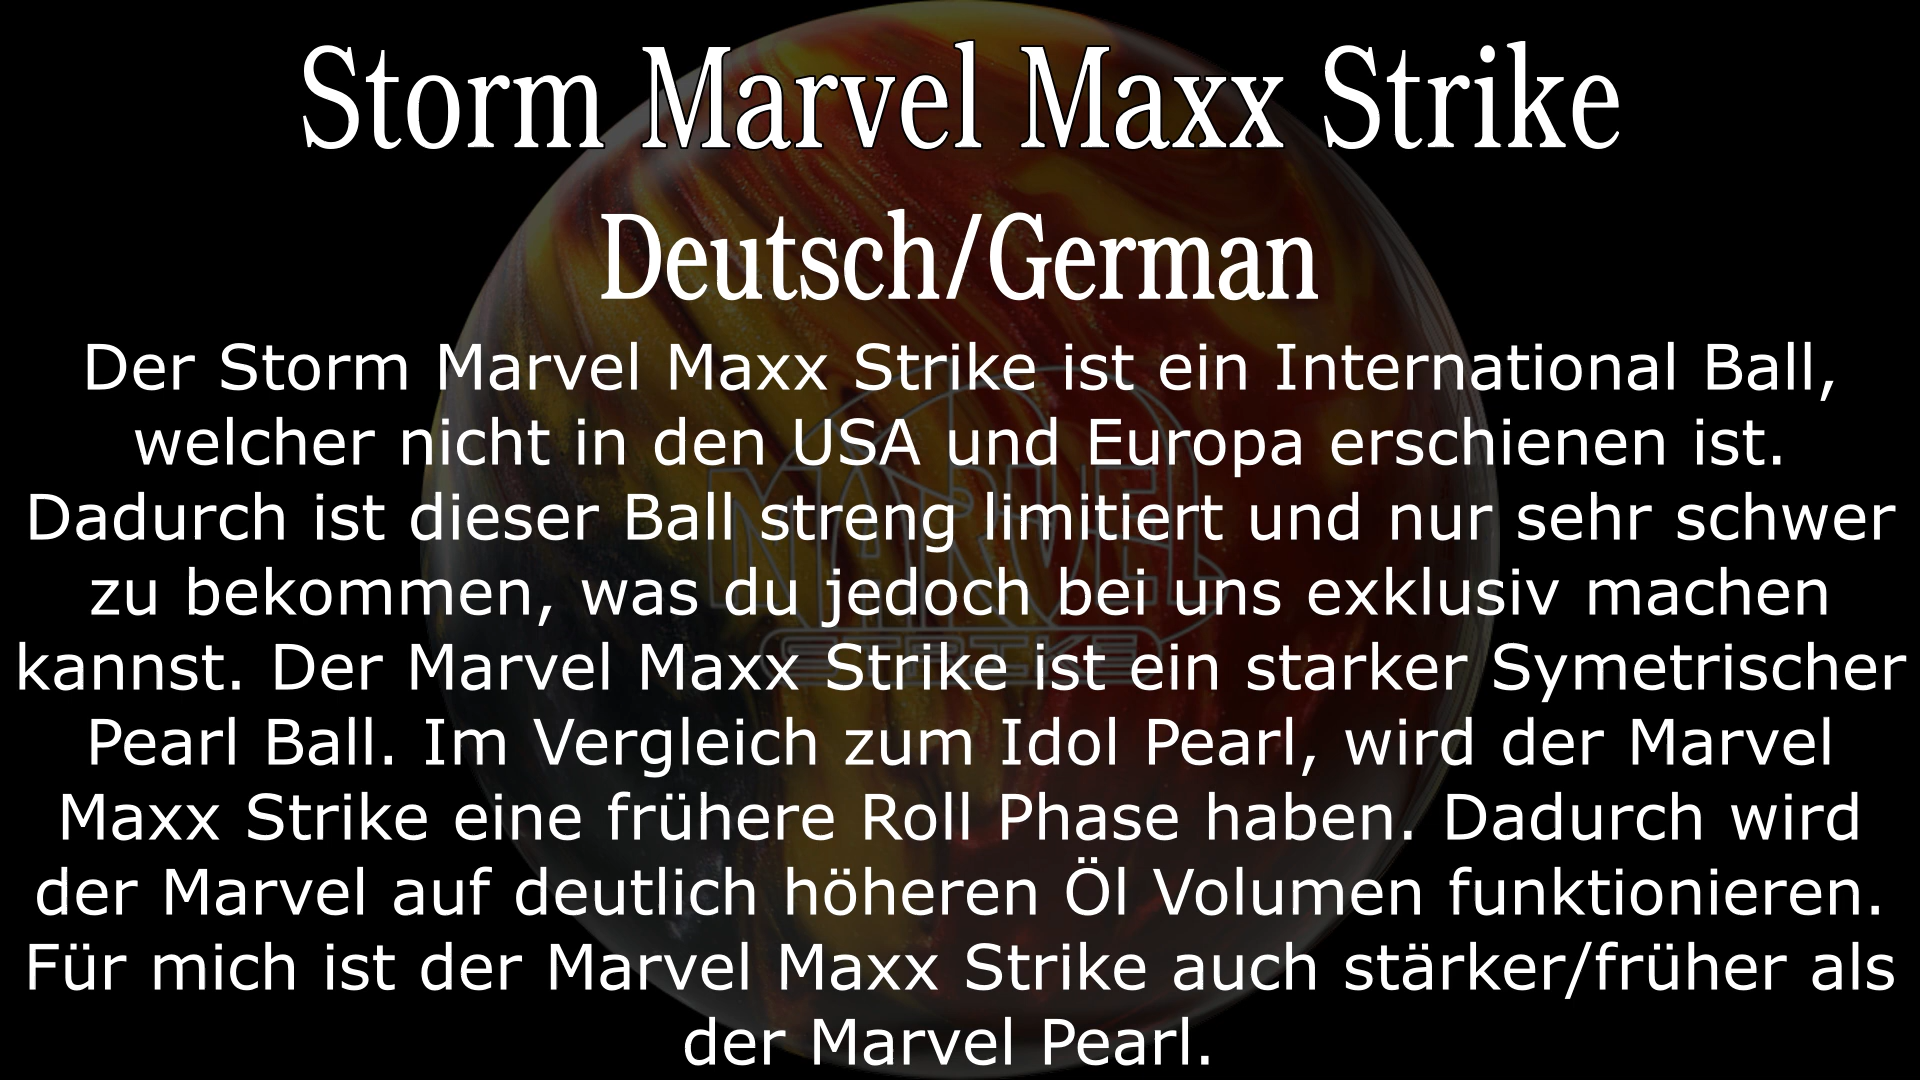 Storm Marvel Maxx Strike
Deutsch/German
Der Storm Marvel Maxx Strike ist ein International Ball,
welcher nicht in den USA und Europa erschienen ist.
Dadurch ist dieser Ball streng limitiert und nur sehr schwer
zu bekommen, was du jedoch bei uns exklusiv machen
kannst. Der Marvel Maxx Strike ist ein starker Symetrischer
Pearl Ball. Im Vergleich zum Idol Pearl, wird der Marvel
Maxx Strike eine frühere Roll Phase haben. Dadurch wird
der Marvel auf deutlich höheren Öl Volumen funktionieren.
Für mich ist der Marvel Maxx Strike auch stärker/früher als
der Marvel Pearl.
MARVEL
STRIKE